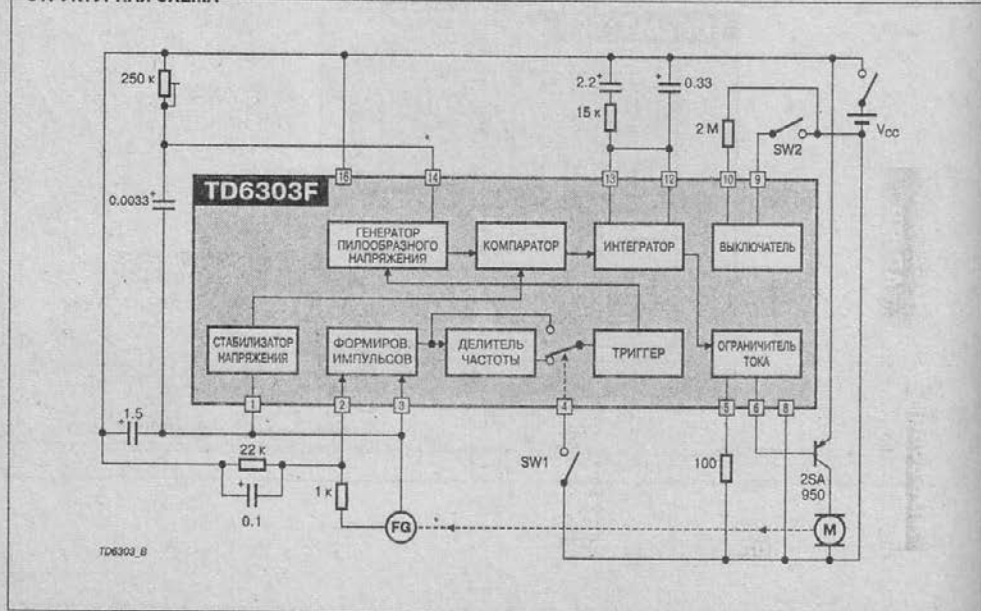 250 к
2.2
0.33
15 к
2 М
Vcc
SW2
0.0033
16
14
13
12
10
9
TD6303F
ГЕНЕРАТОР
ПИЛООБРАЗНОГО
НАПРЯЖЕНИЯ
КОМПАРАТОР
ИНТЕГРАТОР
ВЫКЛЮЧАТЕЛЬ
СТАБИЛИЗАТОР
НАПРЯЖЕНИЯ
ФОРМИРОВ.
ИМПУЛЬСОВ
ДЕЛИТЕЛЬ
ЧАСТОТЫ
ТРИГГЕР
ОГРАНИЧИТЕЛЬ
ТОКА
1
2
3
4
5
6
8
1.5
22 к
0.1
1 к
FG
SW1
100
2SA
950
M
TD6303_B